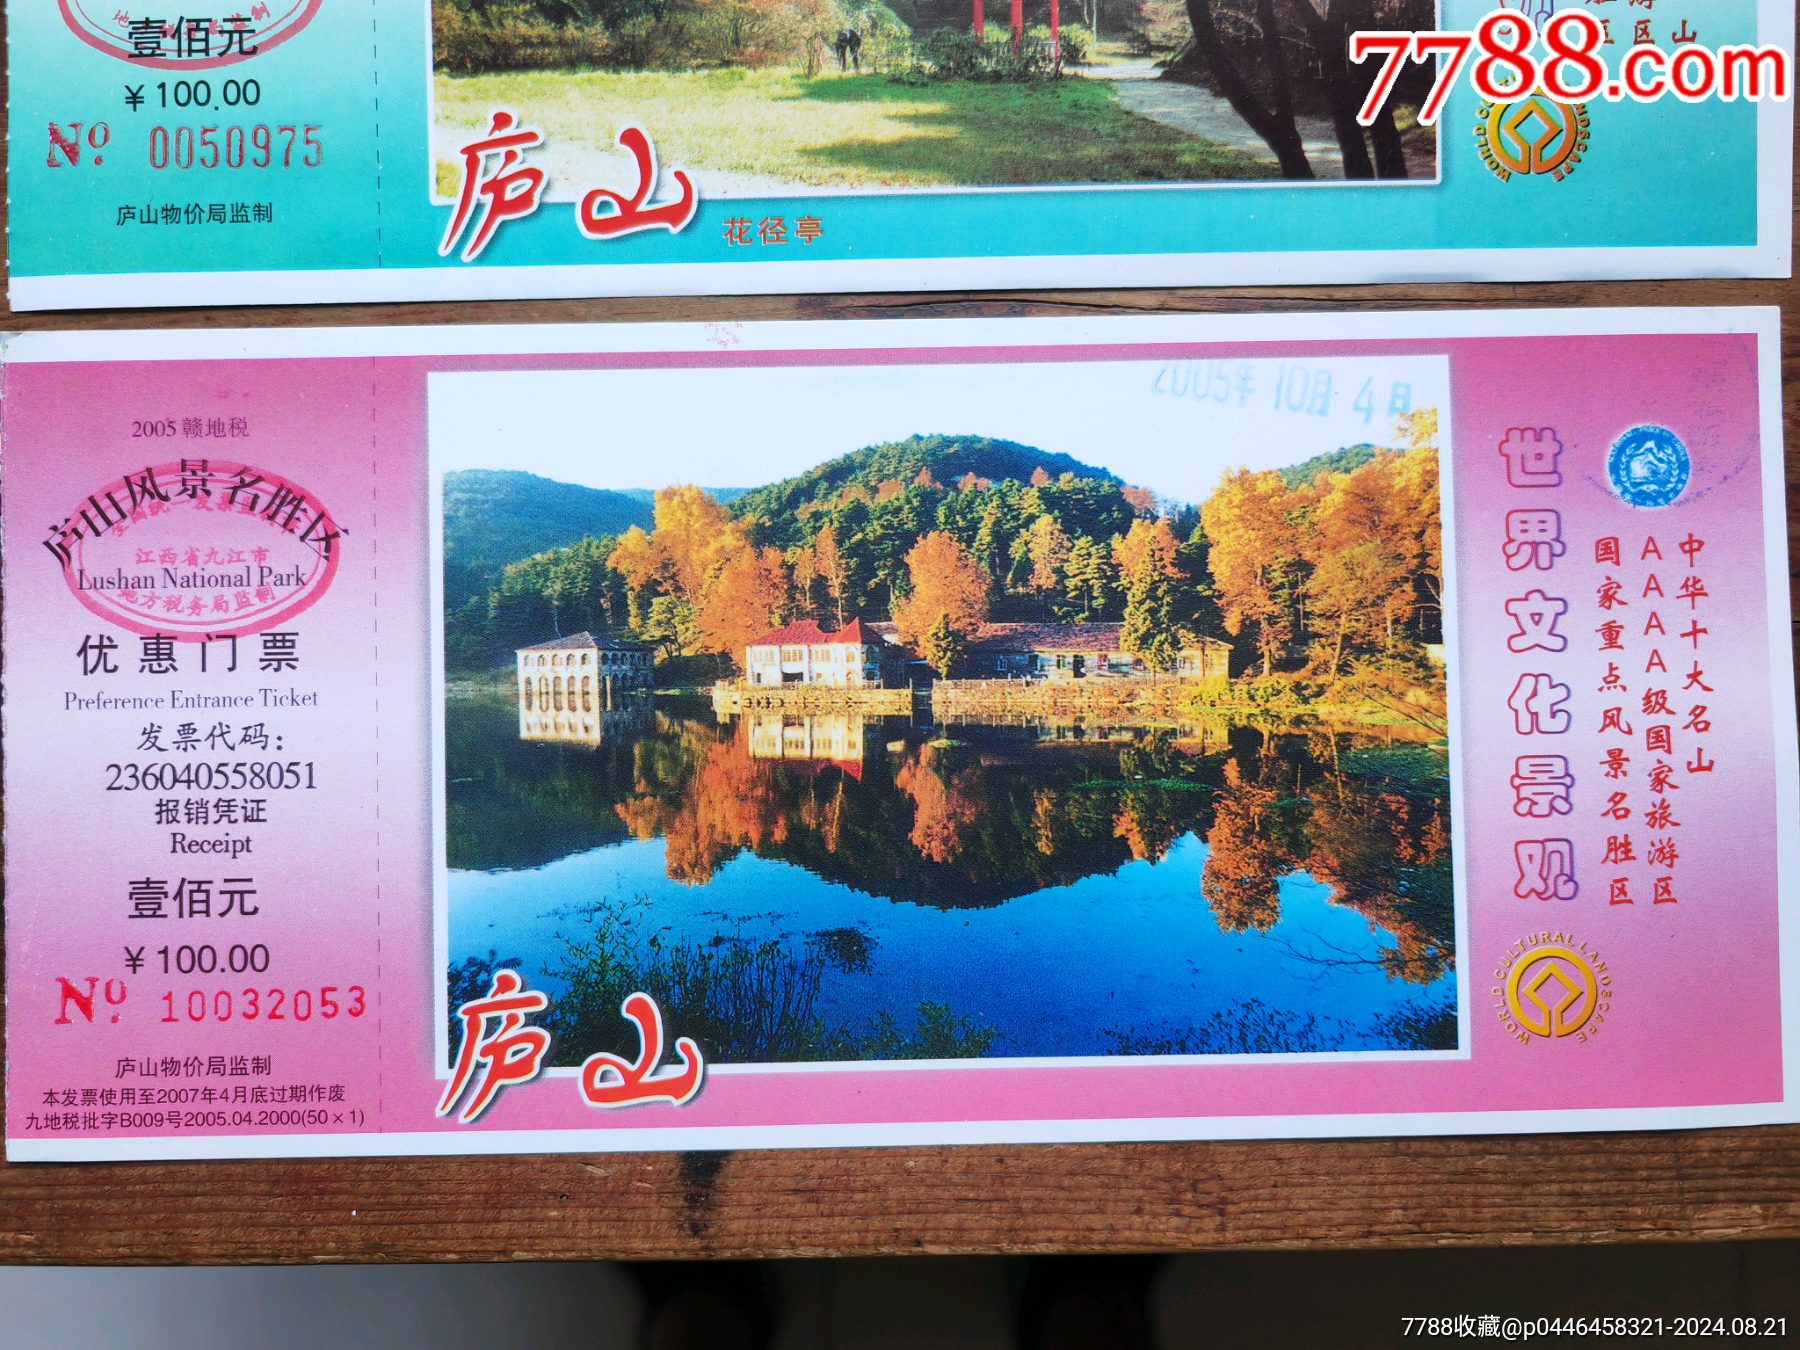 壹佰元
¥100.00
Nº 0050975
庐山物价局监制
庐山
花径亭
7788.com
2005赣地税
庐山风景名胜区
江西省九江市
Lushan National Park
地方税务局监制
优惠门票
Preference Entrance Ticket
发票代码：
236040558051
报销凭证
Receipt
壹佰元
¥100.00
Nº 10032053
庐山物价局监制
本发票使用至2007年4月底过期作废
九地税批字B009号2005.04.2000(50×1)
2005年10月4日
庐山
世界文化景观
中华十大名山
AAAA级国家旅游区
国家重点风景名胜区
WORLD CULTURAL LANDSCAPE
7788收藏@p0446458321-2024.08.21